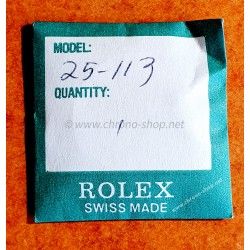 MODEL:
25-113
QUANTITY:
© www.chrono-shop.net
1
ROLEX
SWISS MADE